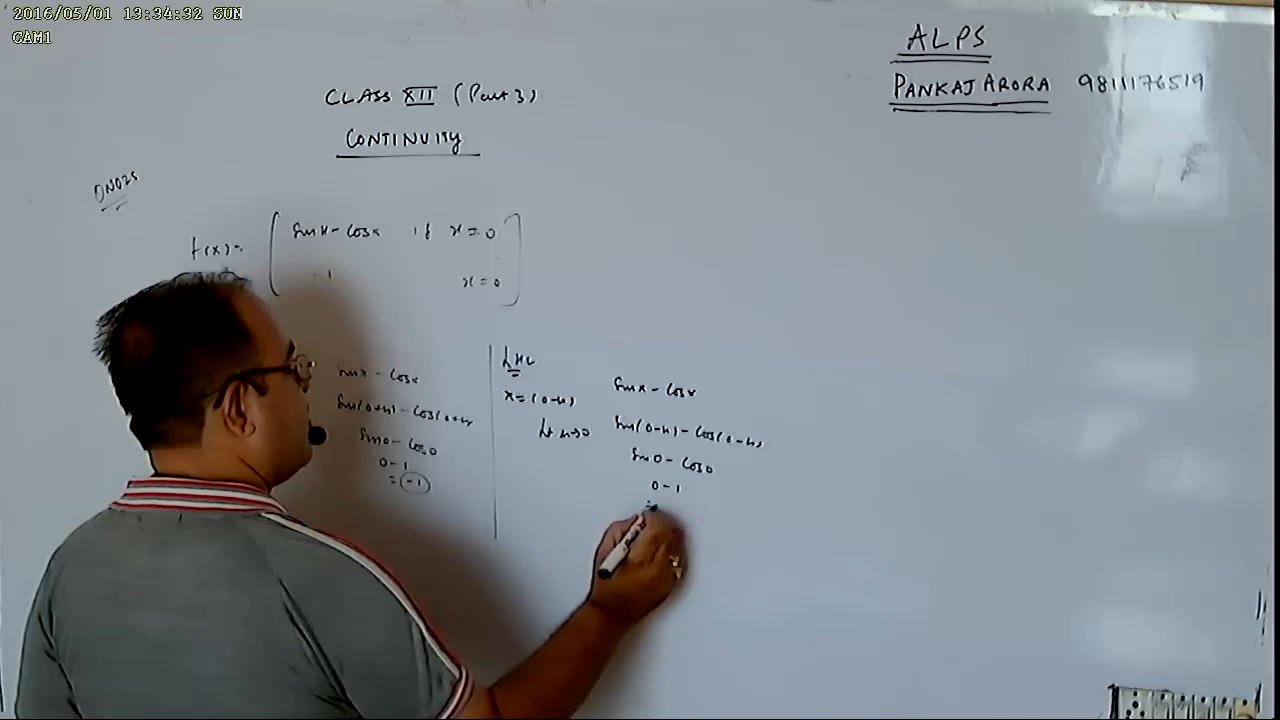 2016/05/01 13:34:32 SUN
CAM1
ALPS
PANKAJ ARORA 9811176519
CLASS XII (Part 3)
CONTINUITY
f(x)=
sinx - cosx if x = 0
-1 x = 0
sinx - cosx
sin(0+h) - cos(0+h)
sin0 - cos0
0-1
= -1
LHL
x = (0-h)
sinx - cosx
Lt h→0 sin(0-h) - cos(0-h)
sin0 - cos0
0-1
=